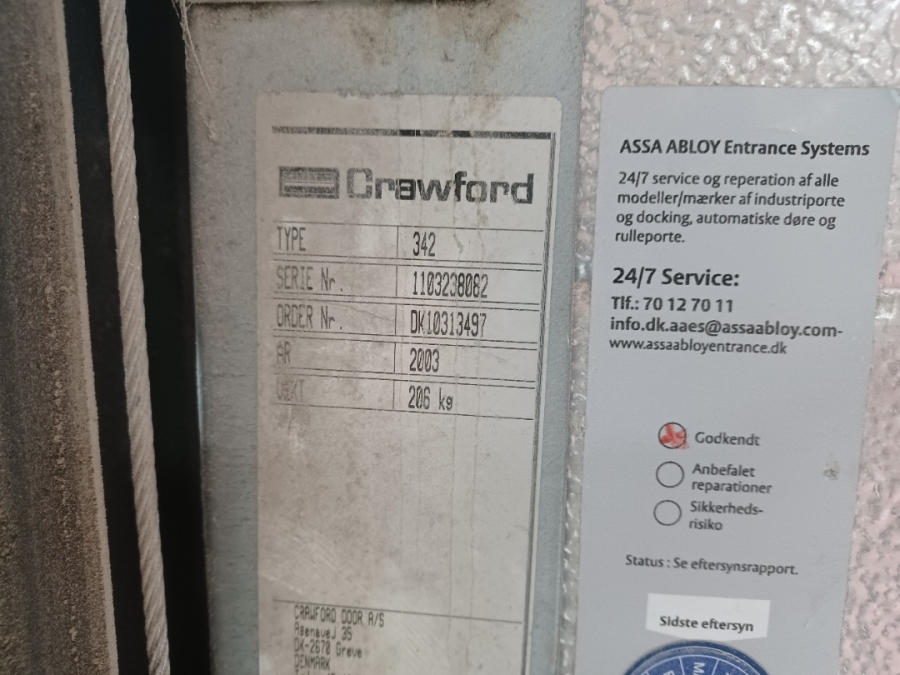 Crawford
TYPE 342
SERIE Nr. 1103238082
ORDER Nr. DK10313497
ÅR 2003
VÆKT 206 kg
CRAWFORD DOOR A/S
Agenavej 35
DK-2670 Greve
DENMARK
ASSA ABLOY Entrance Systems
24/7 service og reperation af alle
modeller/mærker af industriporte
og docking, automatiske døre og
rulleporte.
24/7 Service:
Tlf.: 70 12 70 11
info.dk.aaes@assaabloy.com-
www.assaabloyentrance.dk
Godkendt
Anbefalet
reparationer
Sikkerheds-
risiko
Status : Se eftersynsrapport.
Sidste eftersyn